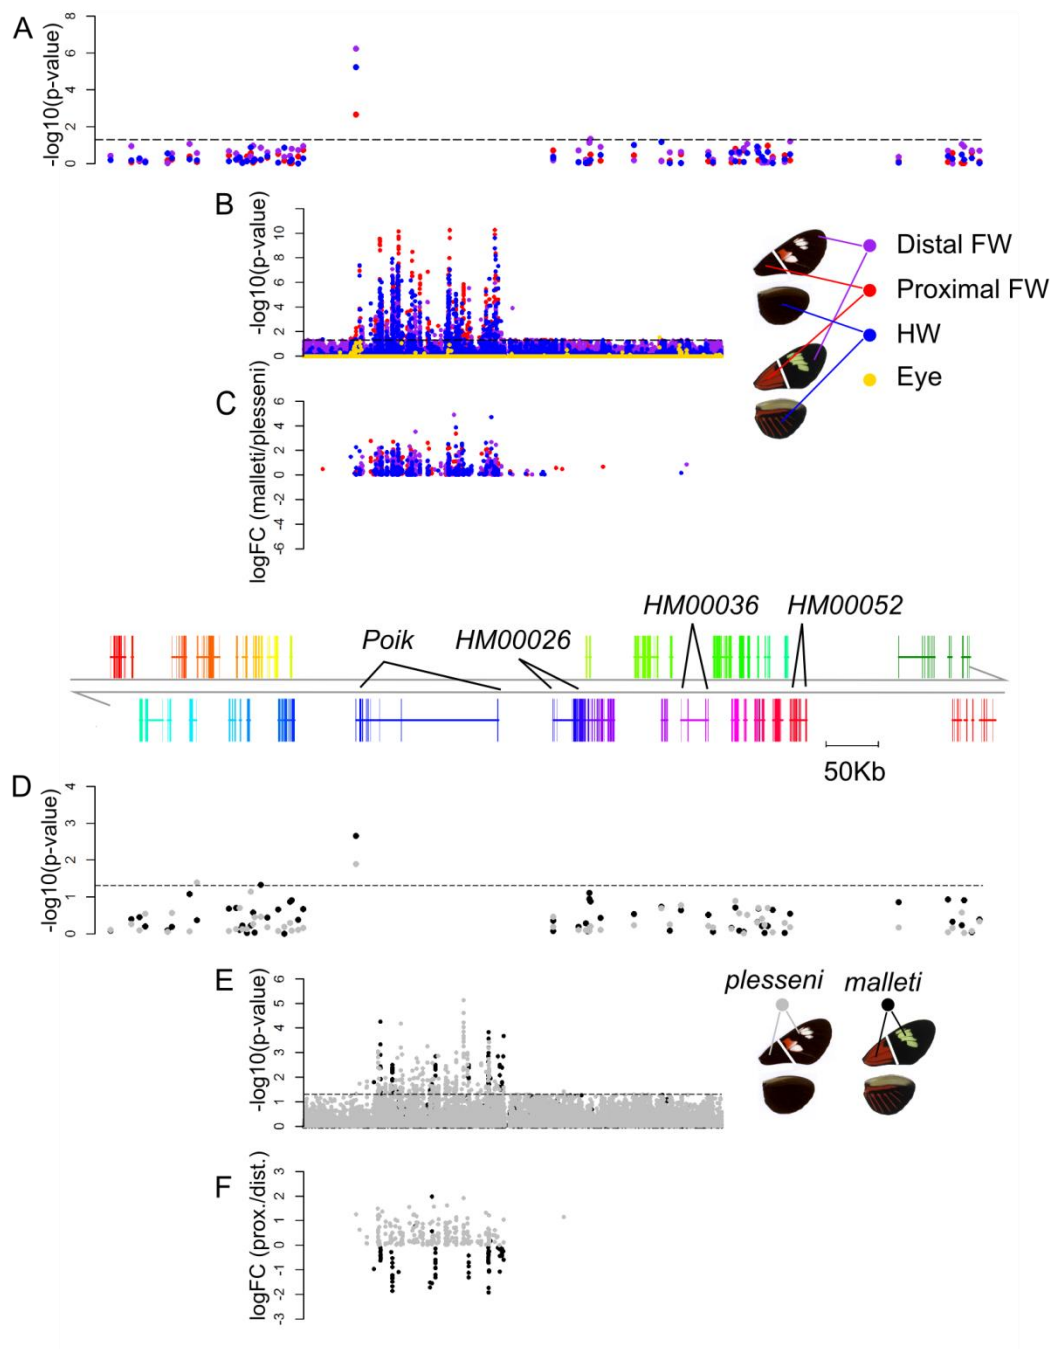 A
-log10(p-value)
8
6
4
2
0
B
-log10(p-value)
10
8
6
4
2
0
Distal FW
Proximal FW
HW
Eye
C
logFC (malleti/plesseni)
6
4
2
0
-2
-4
-6
HM00036 HM00052
Poik HM00026
50Kb
D
-log10(p-value)
4
3
2
1
0
E
-log10(p-value)
6
5
4
3
2
1
0
plesseni malleti
F
logFC (prox./dist.)
3
2
1
0
-1
-2
-3